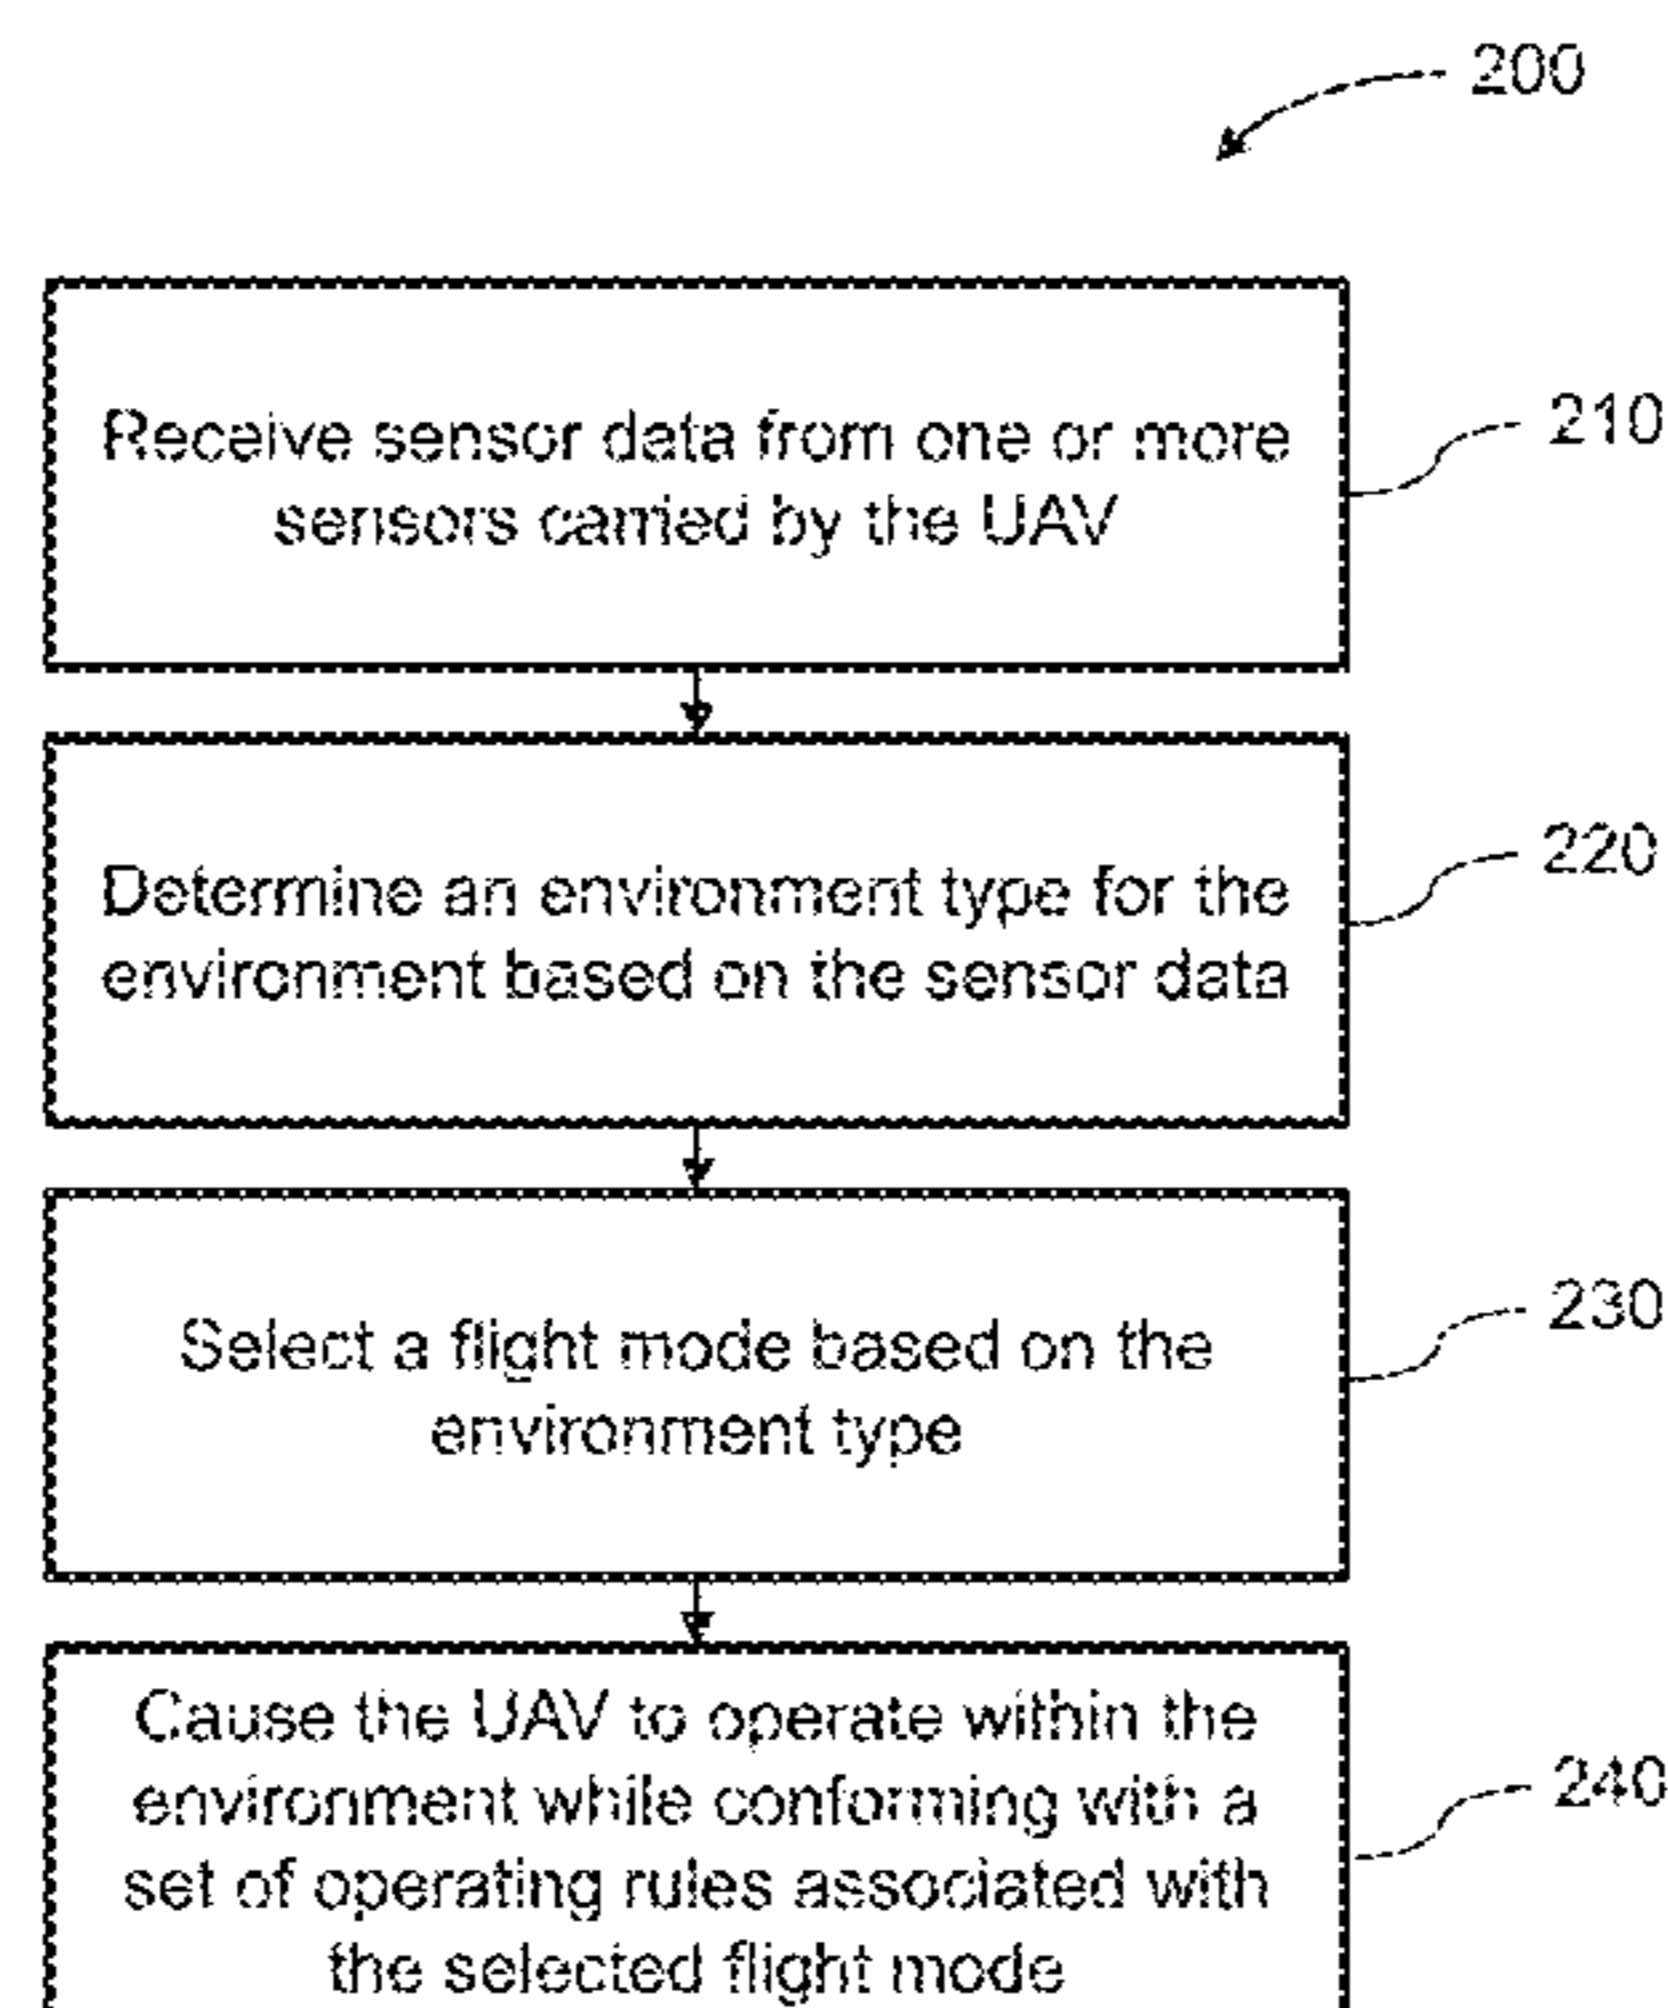 200
Receive sensor data from one or more
sensors carried by the UAV
210
Determine an environment type for the
environment based on the sensor data
220
Select a flight mode based on the
environment type
230
Cause the UAV to operate within the
environment while conforming with a
set of operating rules associated with
the selected flight mode
240